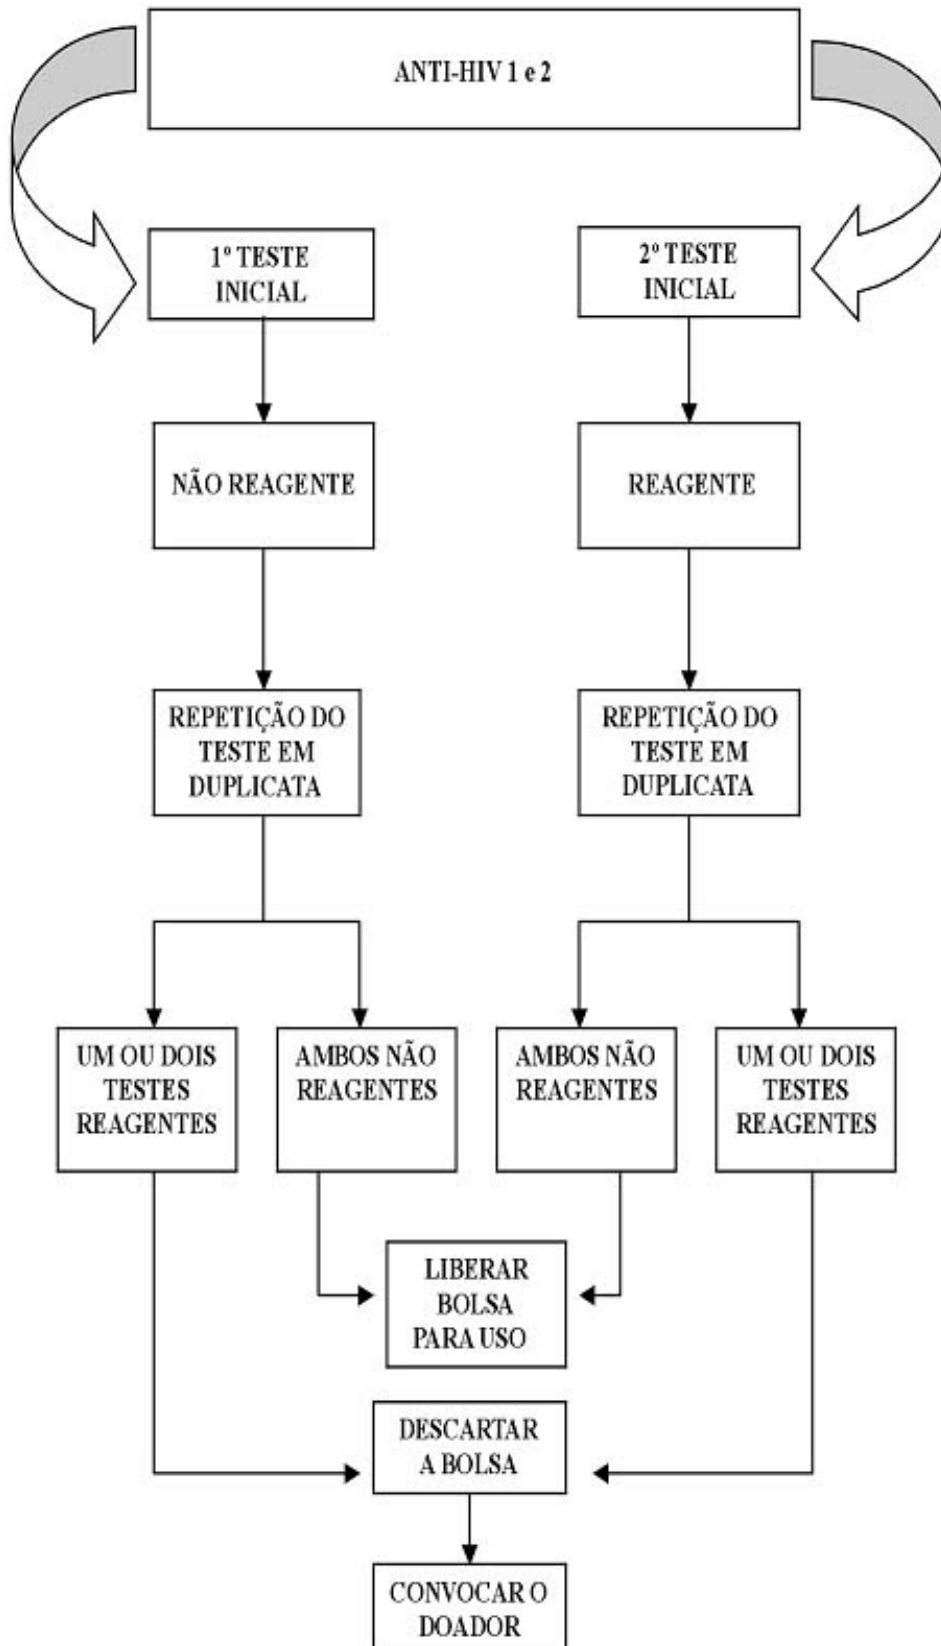 ANTI-HIV 1 e 2
1º TESTE
INICIAL
2º TESTE
INICIAL
NÃO REAGENTE
REAGENTE
REPETIÇÃO DO
TESTE EM
DUPLICATA
REPETIÇÃO DO
TESTE EM
DUPLICATA
UM OU DOIS
TESTES
REAGENTES
AMBOS NÃO
REAGENTES
AMBOS NÃO
REAGENTES
UM OU DOIS
TESTES
REAGENTES
LIBERAR
BOLSA
PARA USO
DESCARTAR
A BOLSA
CONVOCAR O
DOADOR